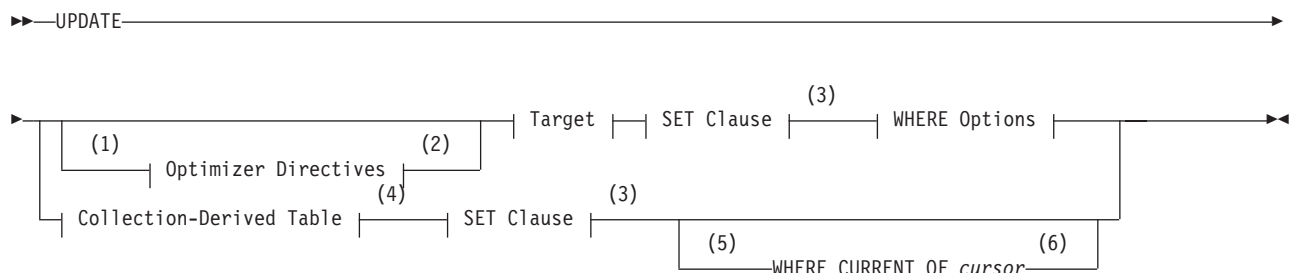 UPDATE
(3)
Target SET Clause WHERE Options
(1) (2)
Optimizer Directives
(4) (3)
Collection-Derived Table SET Clause
(5) (6)
WHERE CURRENT OF cursor